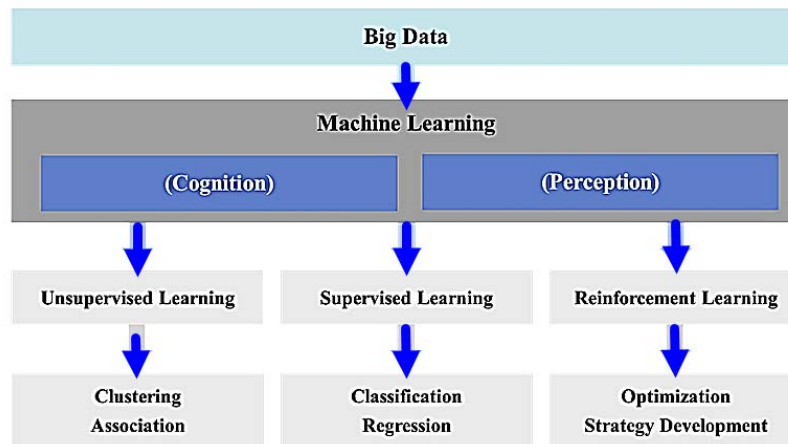 Big Data
Machine Learning
(Cognition)
(Perception)
Unsupervised Learning
Supervised Learning
Reinforcement Learning
Clustering
Association
Classification
Regression
Optimization
Strategy Development